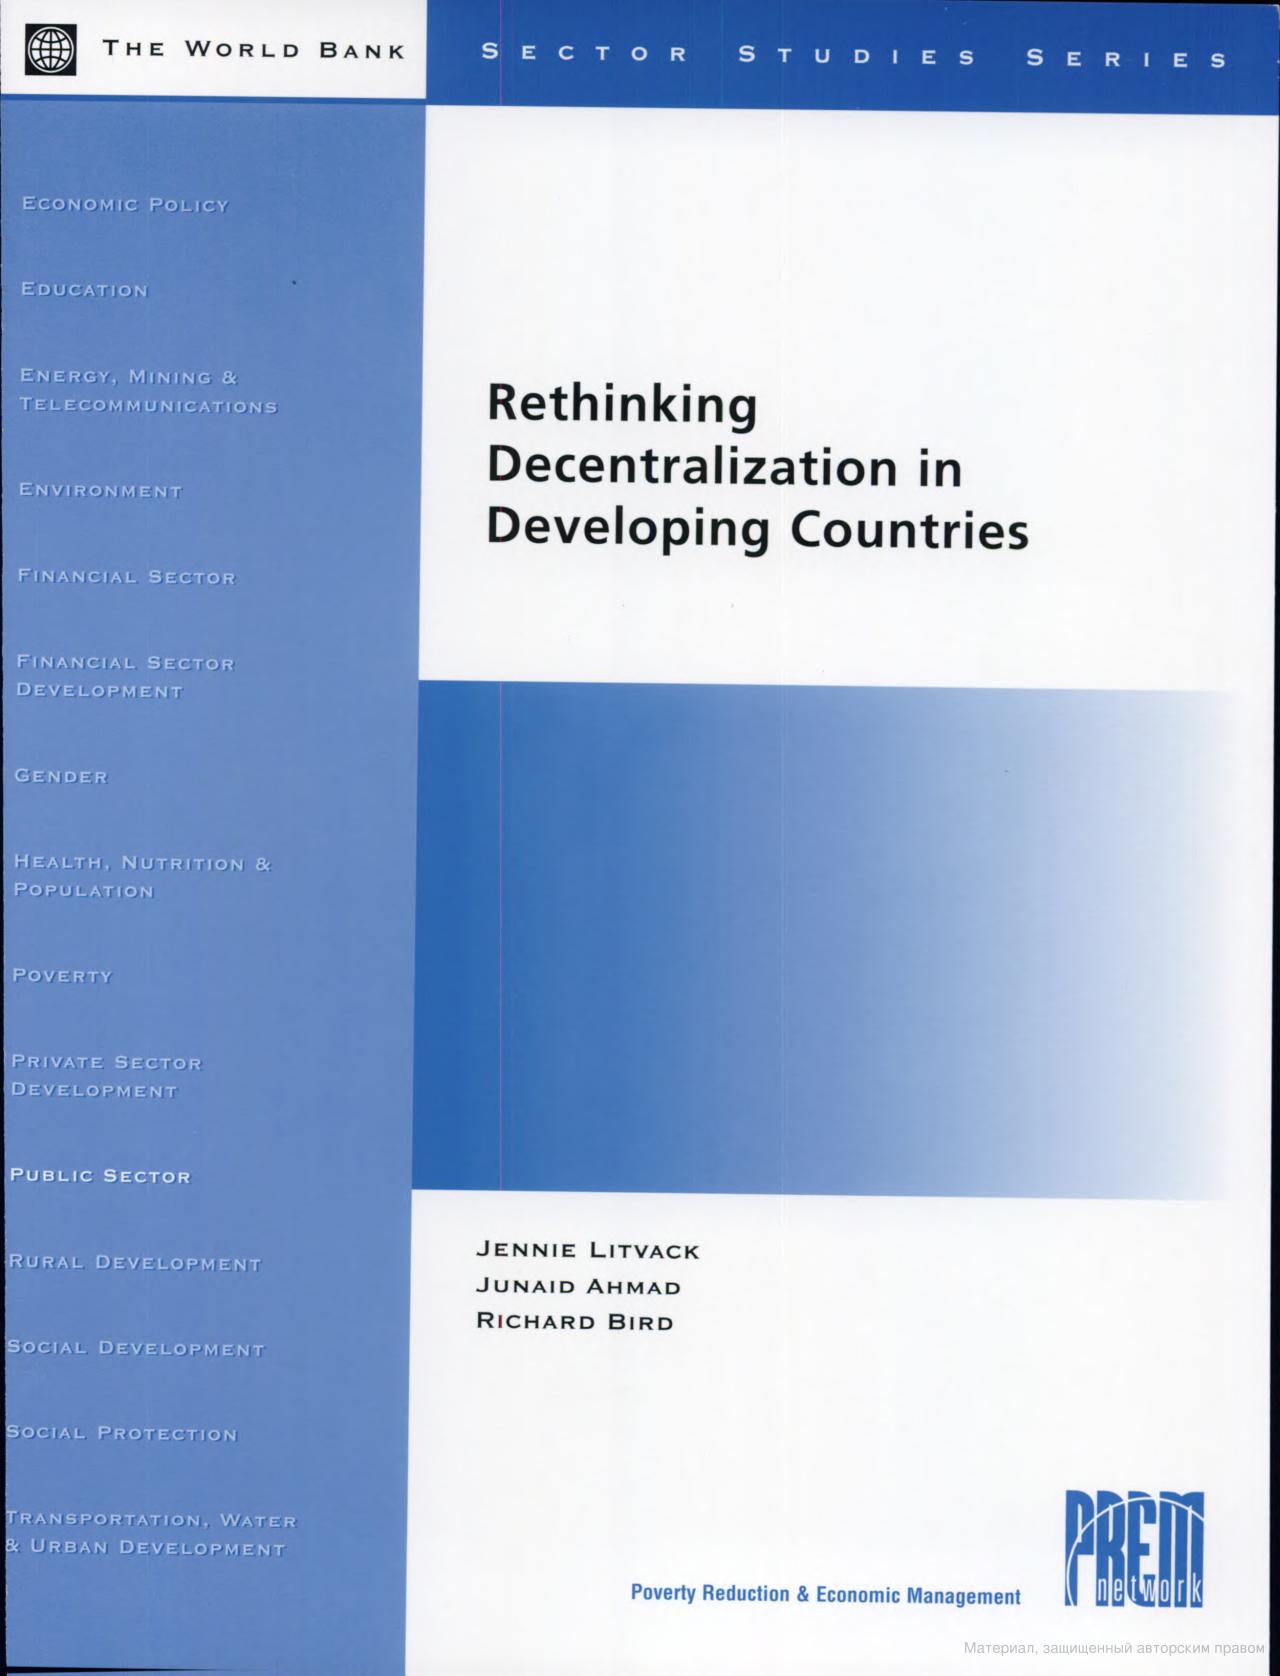 THE WORLD BANK
SECTOR STUDIES SERIES
ECONOMIC POLICY
EDUCATION
ENERGY, MINING &
TELECOMMUNICATIONS
ENVIRONMENT
FINANCIAL SECTOR
FINANCIAL SECTOR
DEVELOPMENT
GENDER
HEALTH, NUTRITION &
POPULATION
POVERTY
PRIVATE SECTOR
DEVELOPMENT
PUBLIC SECTOR
RURAL DEVELOPMENT
SOCIAL DEVELOPMENT
SOCIAL PROTECTION
TRANSPORTATION, WATER
& URBAN DEVELOPMENT
Rethinking
Decentralization in
Developing Countries
JENNIE LITVACK
JUNAID AHMAD
RICHARD BIRD
Poverty Reduction & Economic Management
PREM
network
Материал, защищенный авторским правом